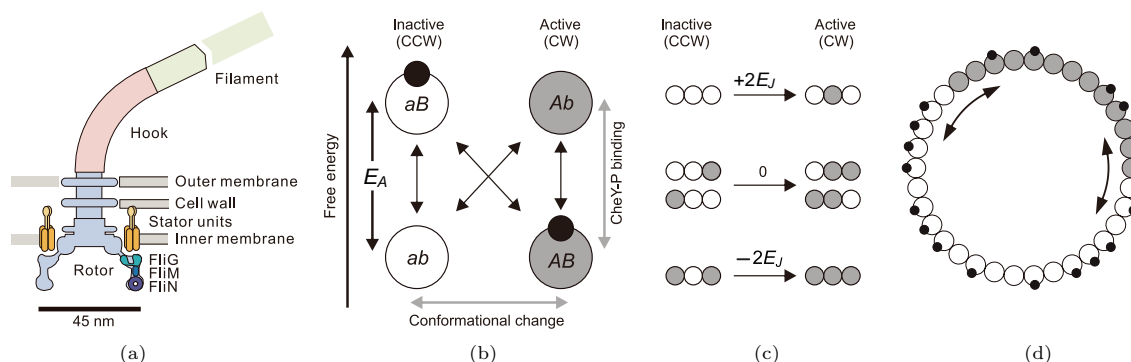 Filament
Hook
Outer membrane
Cell wall
Stator units
Inner membrane
Rotor
FliG
FliM
FliN
45 nm
(a)
Inactive
(CCW)
Active
(CW)
Free energy
E_A
aB
Ab
ab
AB
CheY-P binding
Conformational change
(b)
Inactive
(CCW)
Active
(CW)
+2E_J
0
−2E_J
(c)
(d)